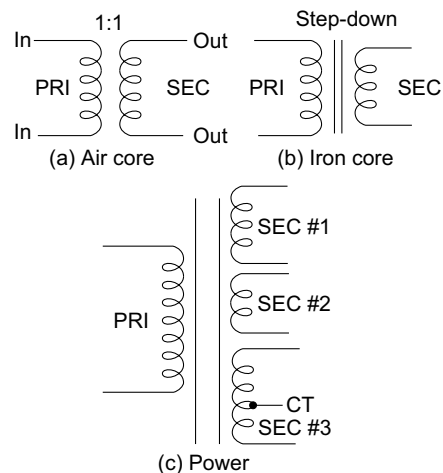 1:1
In Out
PRI SEC
In Out
(a) Air core
Step-down
PRI SEC
(b) Iron core
SEC #1
PRI SEC #2
CT
SEC #3
(c) Power